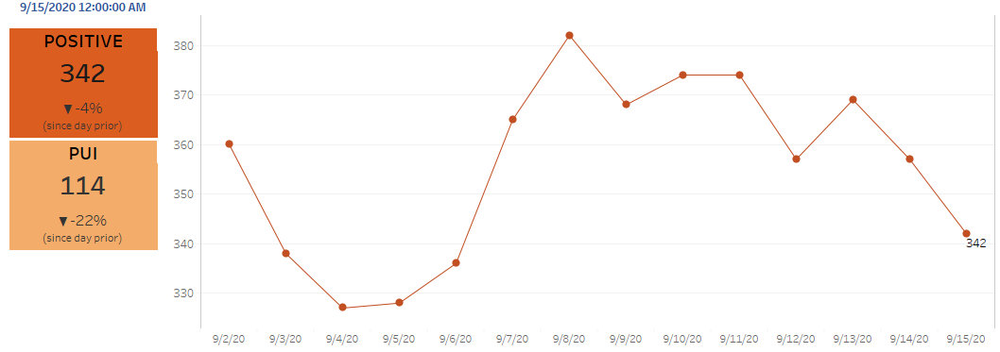 9/15/2020 12:00:00 AM
POSITIVE
342
▼ -4%
(since day prior)
PUI
114
▼ -22%
(since day prior)
380
370
360
350
340
330
342
9/2/20 9/3/20 9/4/20 9/5/20 9/6/20 9/7/20 9/8/20 9/9/20 9/10/20 9/11/20 9/12/20 9/13/20 9/14/20 9/15/20